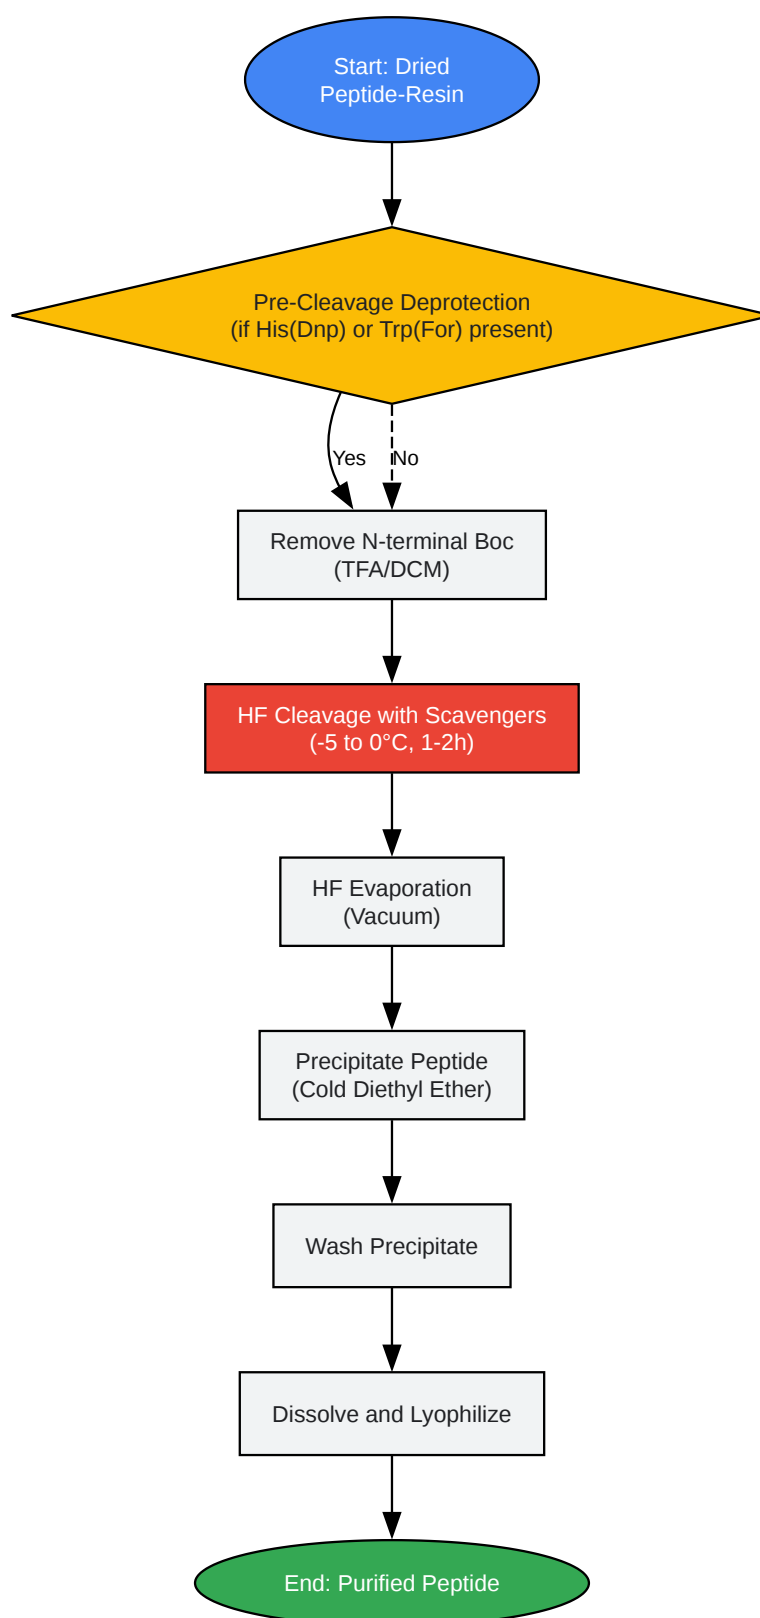 Start: Dried
Peptide-Resin
Pre-Cleavage Deprotection
(if His(Dnp) or Trp(For) present)
Yes
No
Remove N-terminal Boc
(TFA/DCM)
HF Cleavage with Scavengers
(-5 to 0°C, 1-2h)
HF Evaporation
(Vacuum)
Precipitate Peptide
(Cold Diethyl Ether)
Wash Precipitate
Dissolve and Lyophilize
End: Purified Peptide